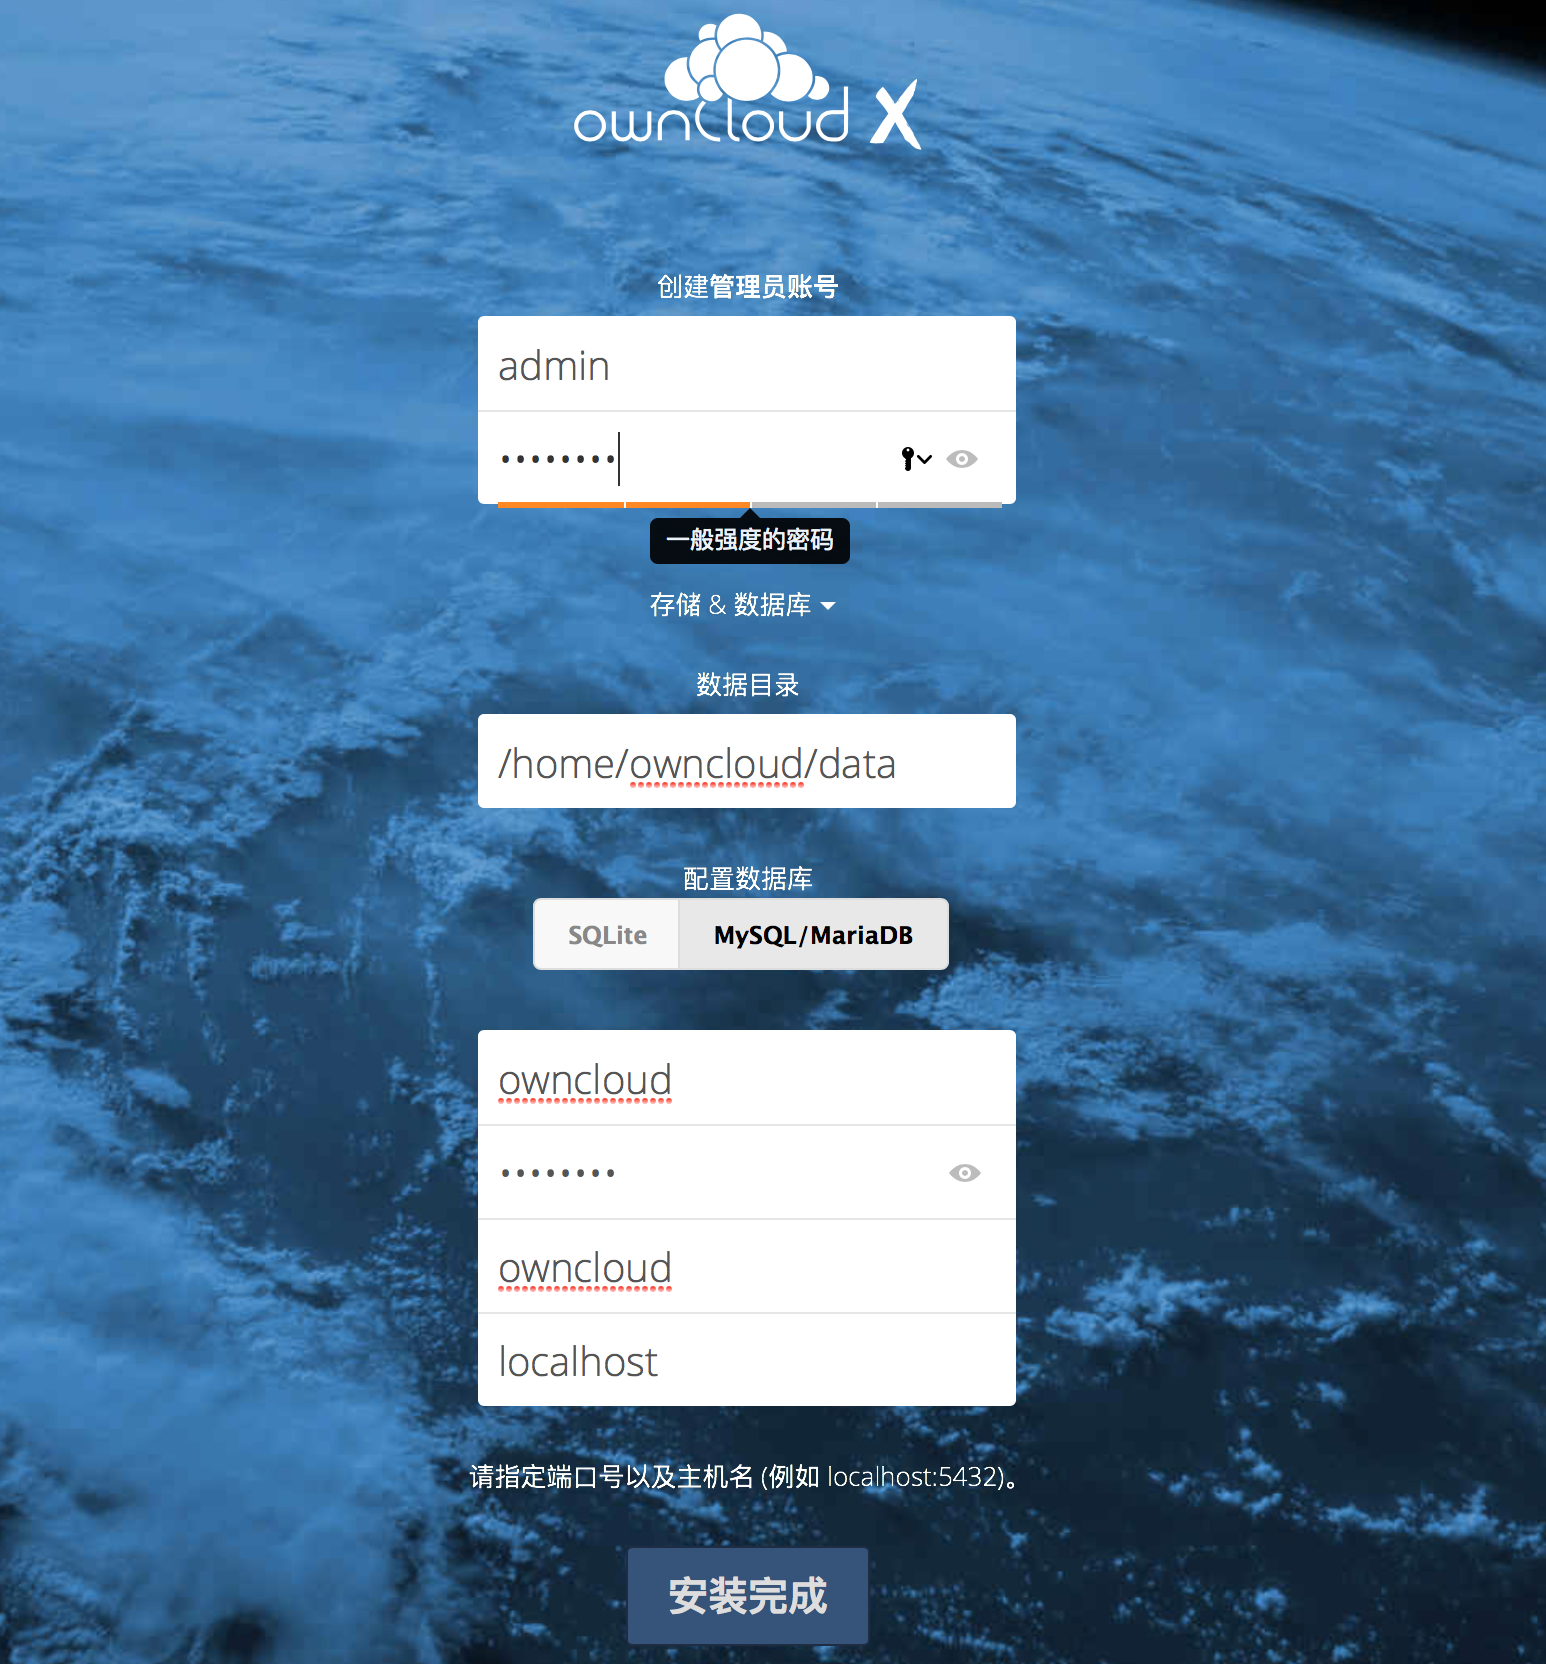 ownCloud X
创建管理员账号
admin
••••••••
一般强度的密码
存储 & 数据库
数据目录
/home/owncloud/data
配置数据库
SQLite MySQL/MariaDB
owncloud
••••••••
owncloud
localhost
请指定端口号以及主机名 (例如 localhost:5432)。
安装完成